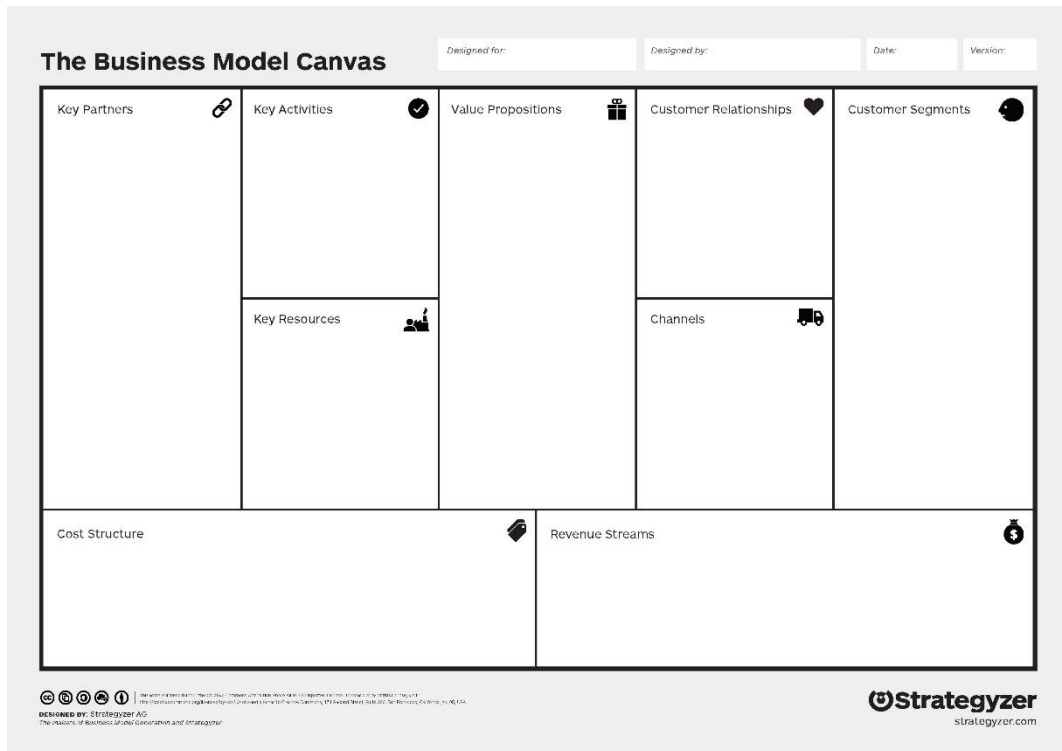 The Business Model Canvas
Designed for:
Designed by:
Date:
Version:
Key Partners
Key Activities
Value Propositions
Customer Relationships
Customer Segments
Key Resources
Channels
Cost Structure
Revenue Streams
DESIGNED BY: Strategyzer AG
The makers of Business Model Generation and Strategyzer
Strategyzer
strategyzer.com